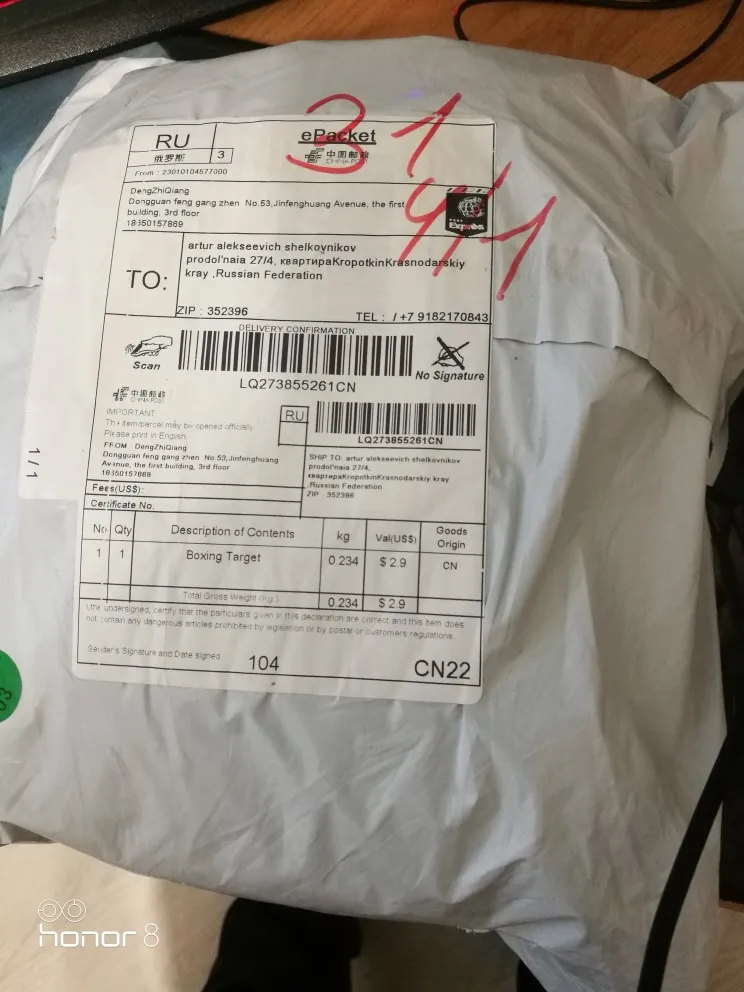 31
4,1
RU
俄罗斯
3
ePacket
中国邮政
CHINA POST
From : 23010104577000
DengZhiQiang
Dongguan feng gang zhen No.53,Jinfenghuang Avenue, the first
building, 3rd floor
18350157869
TO:
artur alekseevich shelkovnikov
prodol'naia 27/4, квартираKropotkinKrasnodarskiy
kray ,Russian Federation
ZIP : 352396
TEL : / +7 9182170843
DELIVERY CONFIRMATION
Scan
LQ273855261CN
No Signature
中国邮政
CHINA POST
IMPORTANT:
The item/parcel may be opened officially.
Please print in English.
RU
LQ273855261CN
FROM : DengZhiQiang
Dongguan feng gang zhen No.53,Jinfenghuang
Avenue, the first building, 3rd floor
18350157869
SHIP TO: artur alekseevich shelkovnikov
prodol'naia 27/4,
квартираKropotkinKrasnodarskiy kray
,Russian Federation
ZIP : 352396
Fees(US$):
Certificate No.
No Qty Description of Contents kg Val(US$) Goods Origin
1 1 Boxing Target 0.234 $ 2.9 CN
Total Gross Weight (Kg.) 0.234 $ 2.9
I,the undersigned, certify that the particulars given in this declaration are correct and this item does
not contain any dangerous articles prohibited by legislation or by postal or customers regulations.
Sender's Signature and Date signed
104
CN22
1/1
03
honor 8